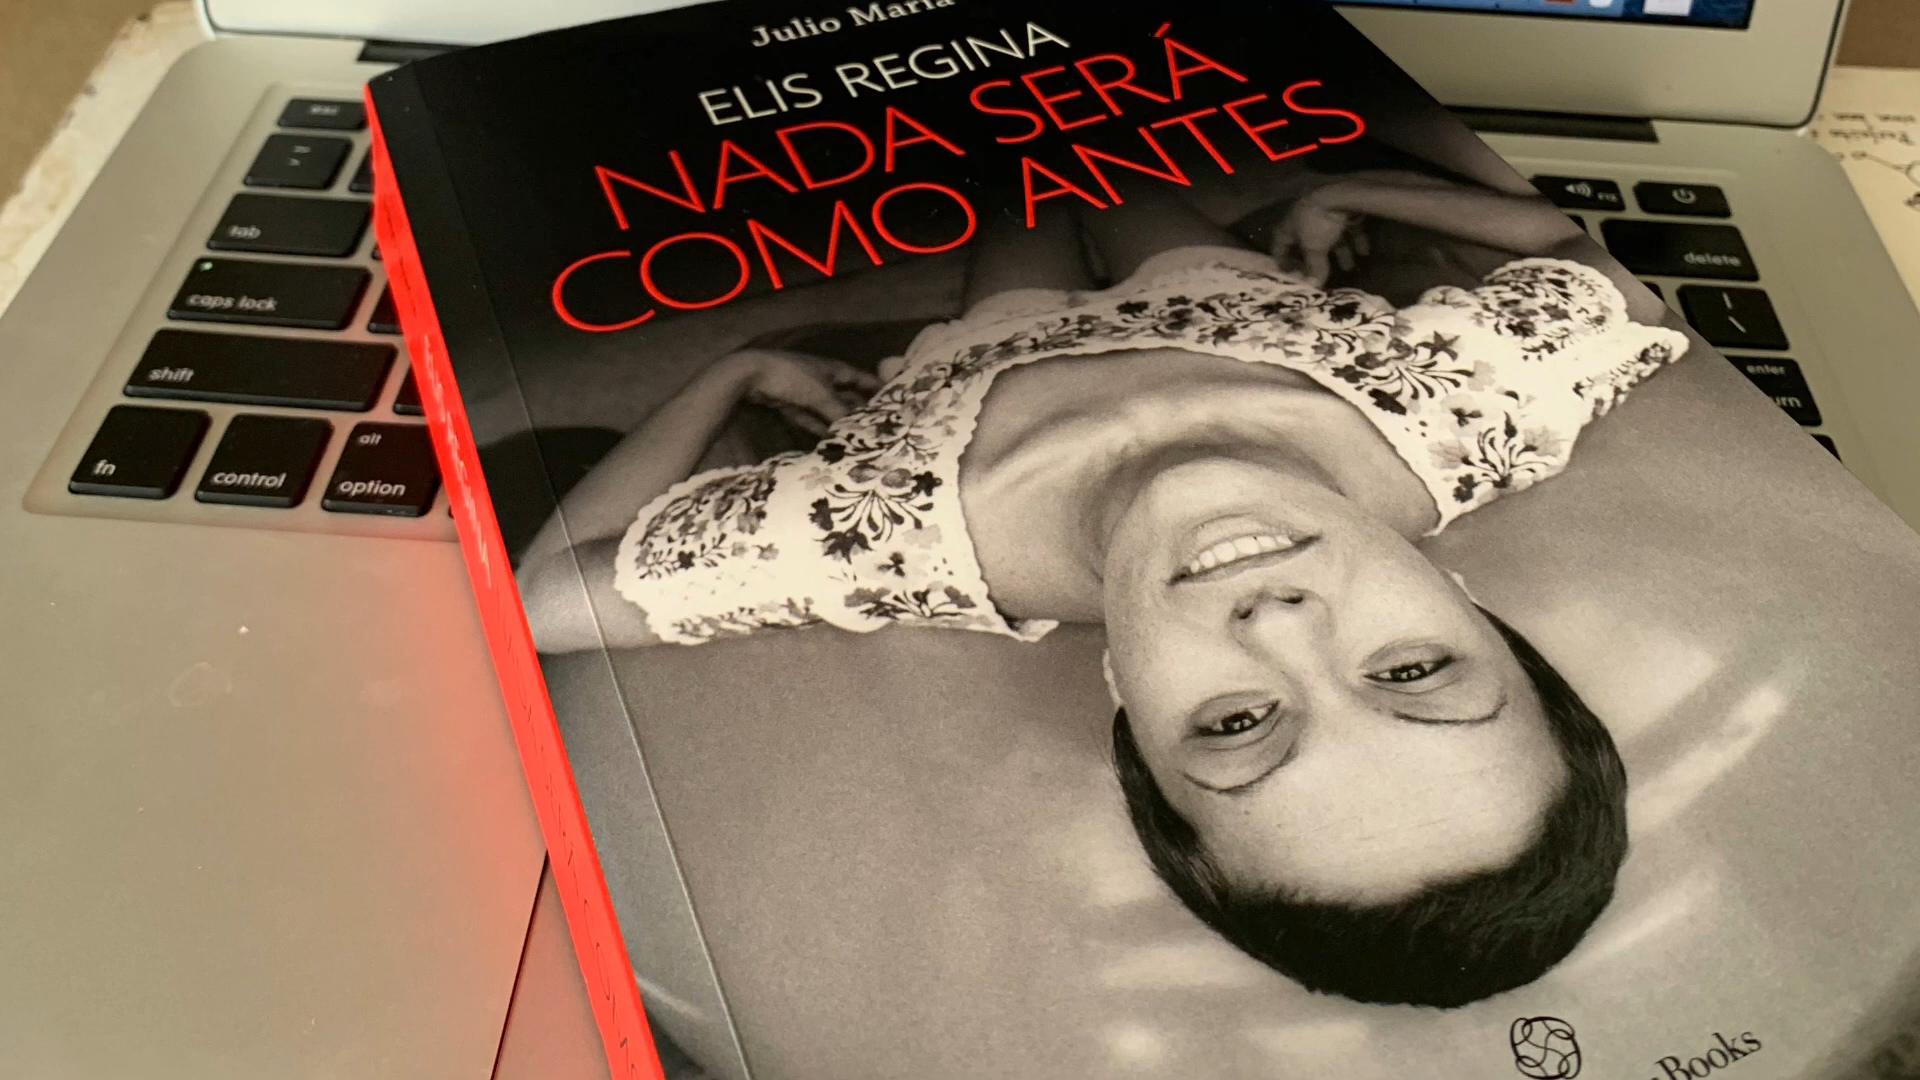 Julio Maria
ELIS REGINA
NADA SERÁ
COMO ANTES
Books
esc
tab
caps lock
shift
fn
control
alt
option
delete
enter